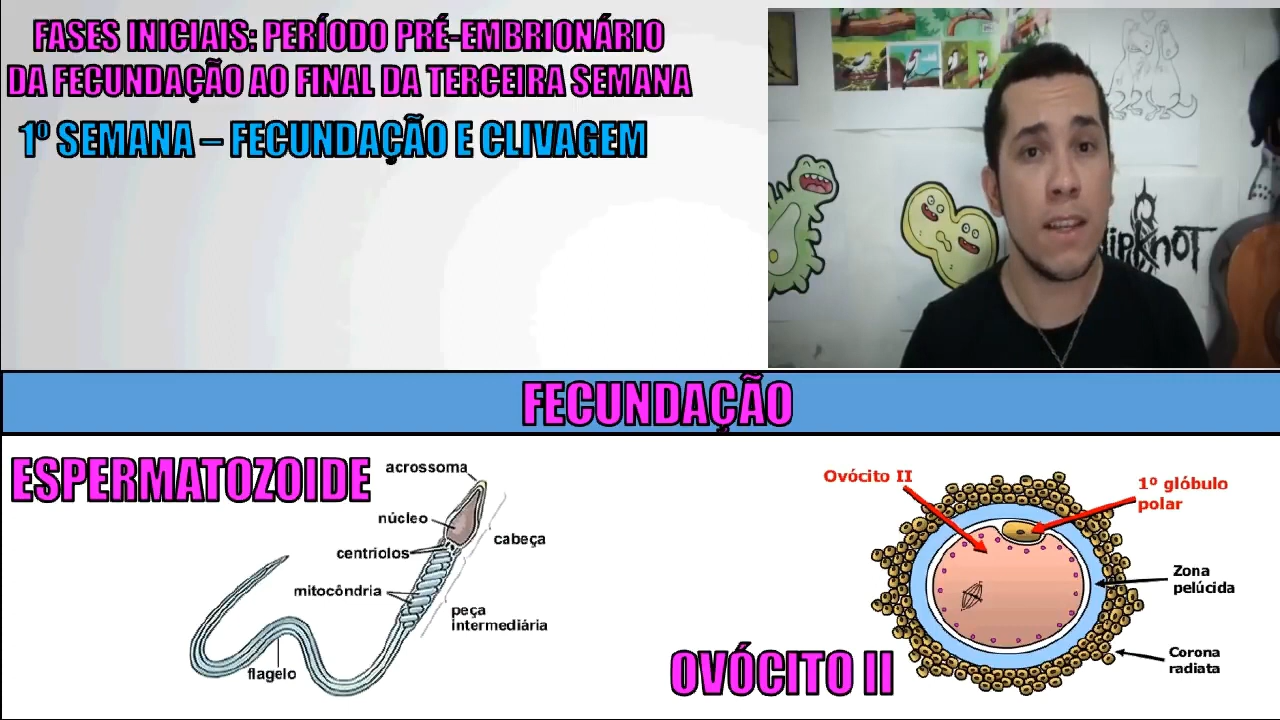 FASES INICIAIS: PERÍODO PRÉ-EMBRIONÁRIO
DA FECUNDAÇÃO AO FINAL DA TERCEIRA SEMANA
1º SEMANA – FECUNDAÇÃO E CLIVAGEM
SLIPKNOT
FECUNDAÇÃO
ESPERMATOZOIDE
acrossoma
núcleo
centríolos
cabeça
mitocôndria
peça
intermediária
flagelo
Ovócito II
1º glóbulo
polar
Zona
pelúcida
Corona
radiata
OVÓCITO II